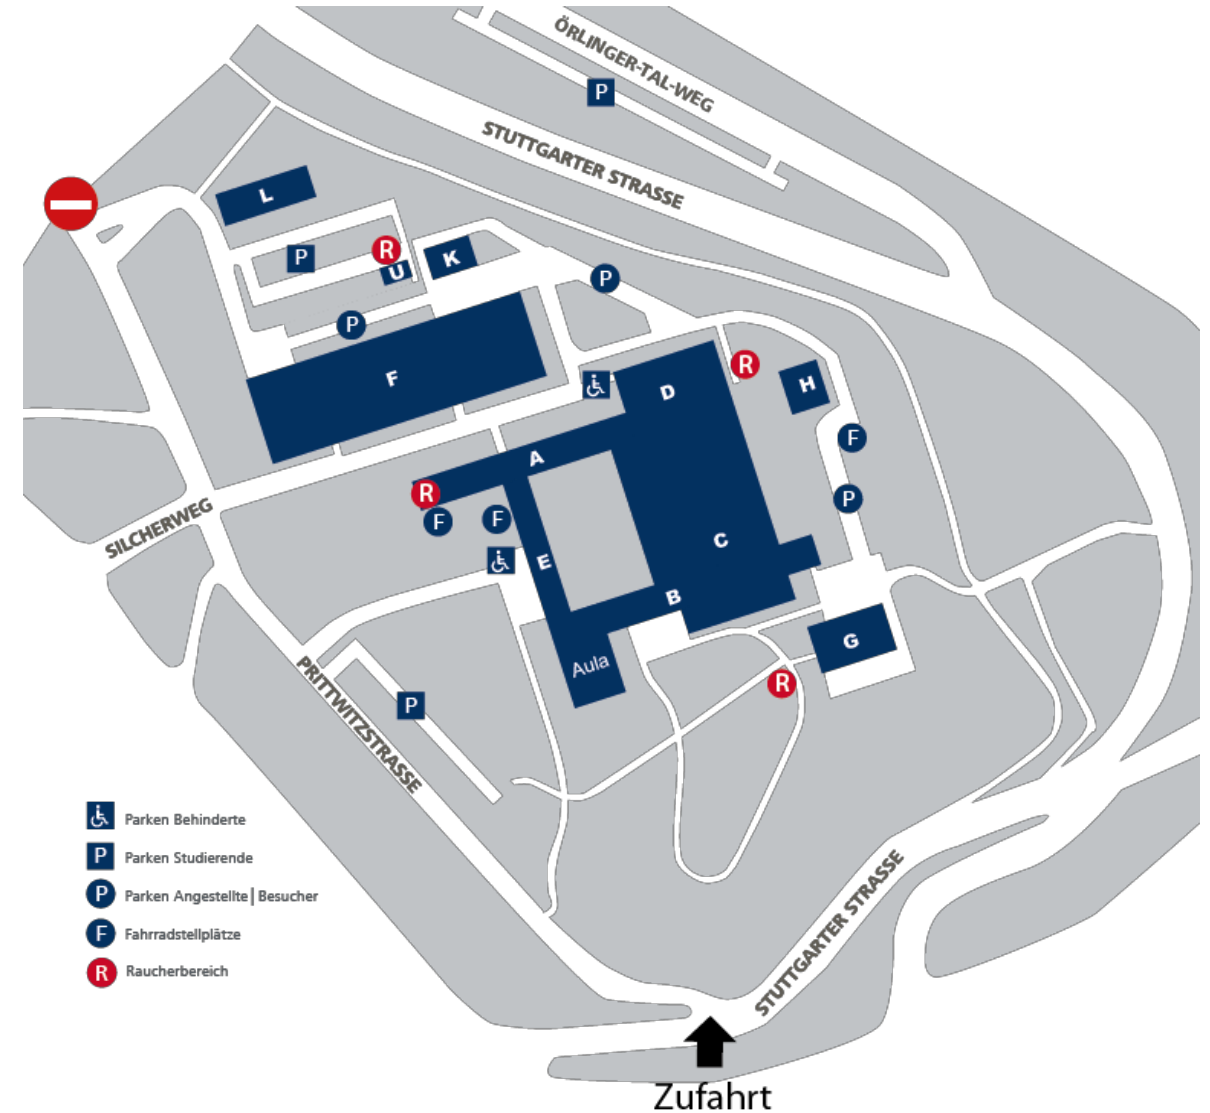 ÖRLINGER-TAL-WEG
P
STUTTGARTER STRASSE
L
R
P
K
U
P
P
F
R
D
H
F
A
R
P
F
F
SILCHERWEG
C
E
B
G
Aula
R
PRITTWITZSTRASSE
P
Parken Behinderte
P Parken Studierende
P Parken Angestellte | Besucher
F Fahrradstellplätze
R Raucherbereich
STUTTGARTER STRASSE
Zufahrt